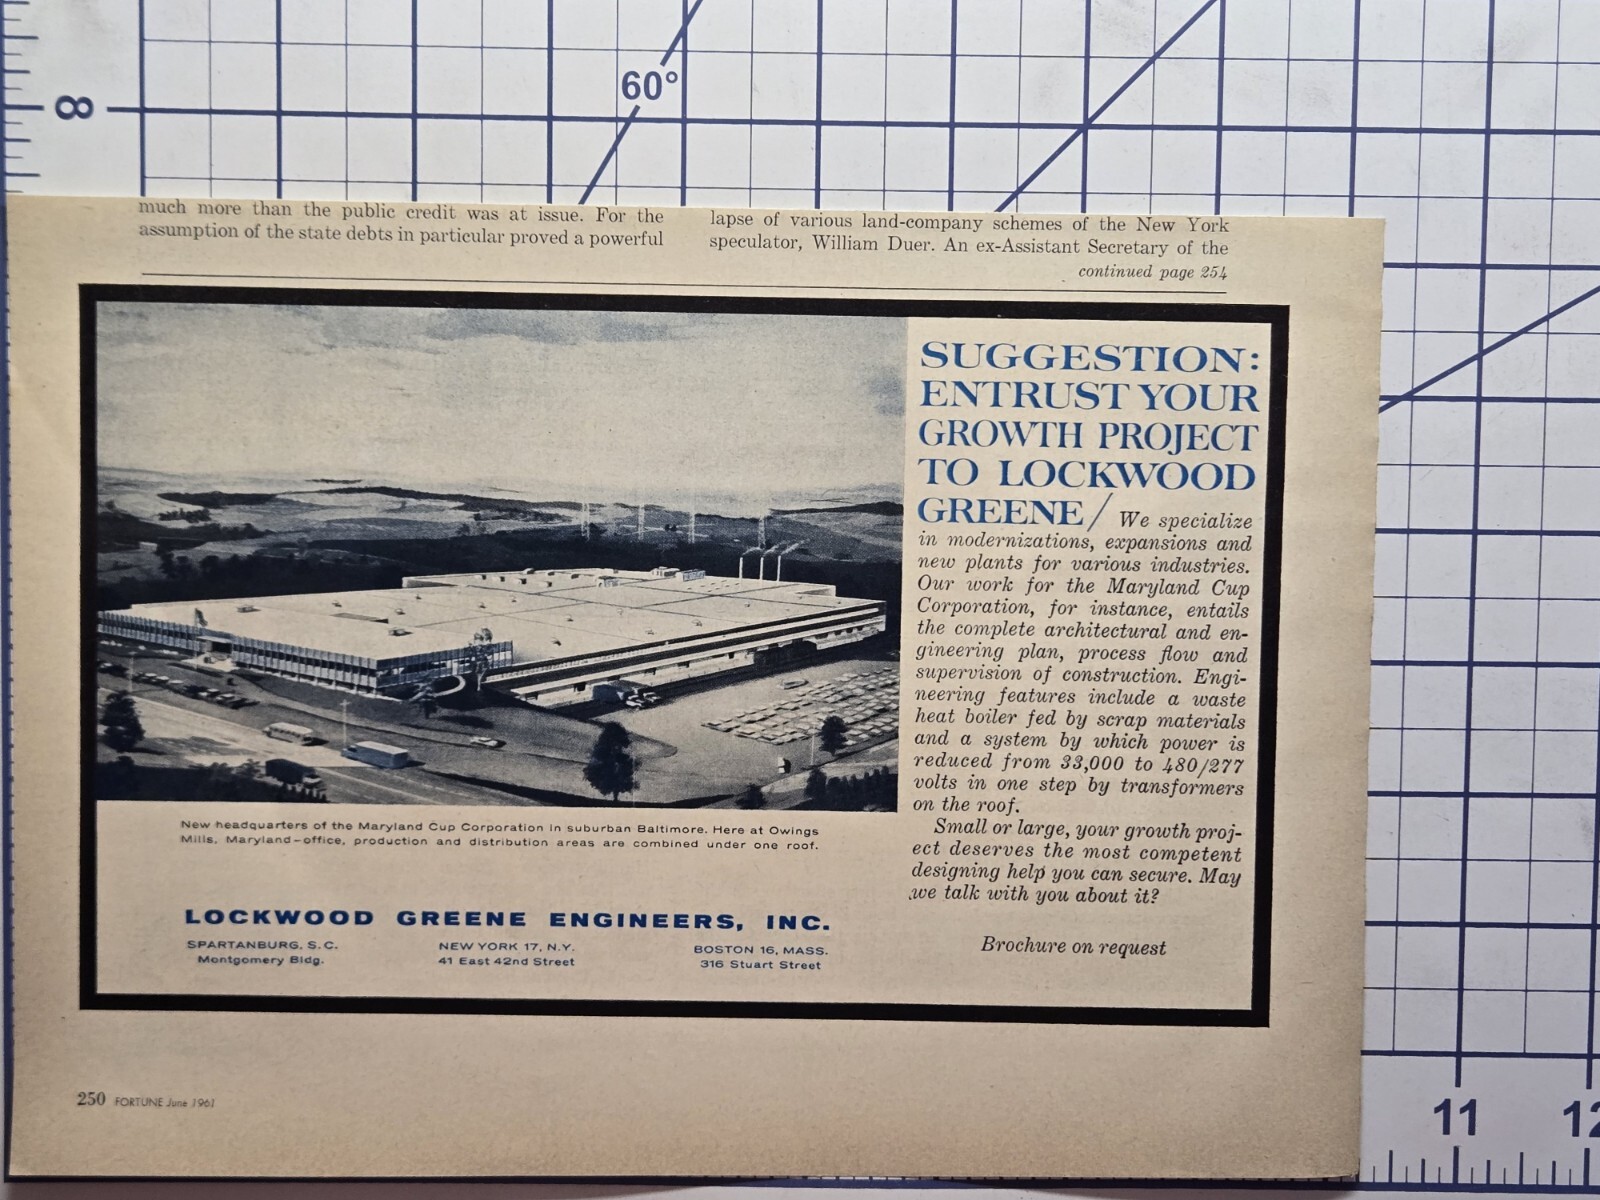 60°
8
much more than the public credit was at issue. For the
assumption of the state debts in particular proved a powerful
lapse of various land-company schemes of the New York
speculator, William Duer. An ex-Assistant Secretary of the
continued page 254
SUGGESTION:
ENTRUST YOUR
GROWTH PROJECT
TO LOCKWOOD
GREENE/ We specialize
in modernizations, expansions and
new plants for various industries.
Our work for the Maryland Cup
Corporation, for instance, entails
the complete architectural and en-
gineering plan, process flow and
supervision of construction. Engi-
neering features include a waste
heat boiler fed by scrap materials
and a system by which power is
reduced from 33,000 to 480/277
volts in one step by transformers
on the roof.
Small or large, your growth proj-
ect deserves the most competent
designing help you can secure. May
we talk with you about it?
Brochure on request
New headquarters of the Maryland Cup Corporation in suburban Baltimore. Here at Owings
Mills, Maryland–office, production and distribution areas are combined under one roof.
LOCKWOOD GREENE ENGINEERS, INC.
SPARTANBURG, S.C.
Montgomery Bldg.
NEW YORK 17, N.Y.
41 East 42nd Street
BOSTON 16, MASS.
316 Stuart Street
250 FORTUNE June 1961
11
12